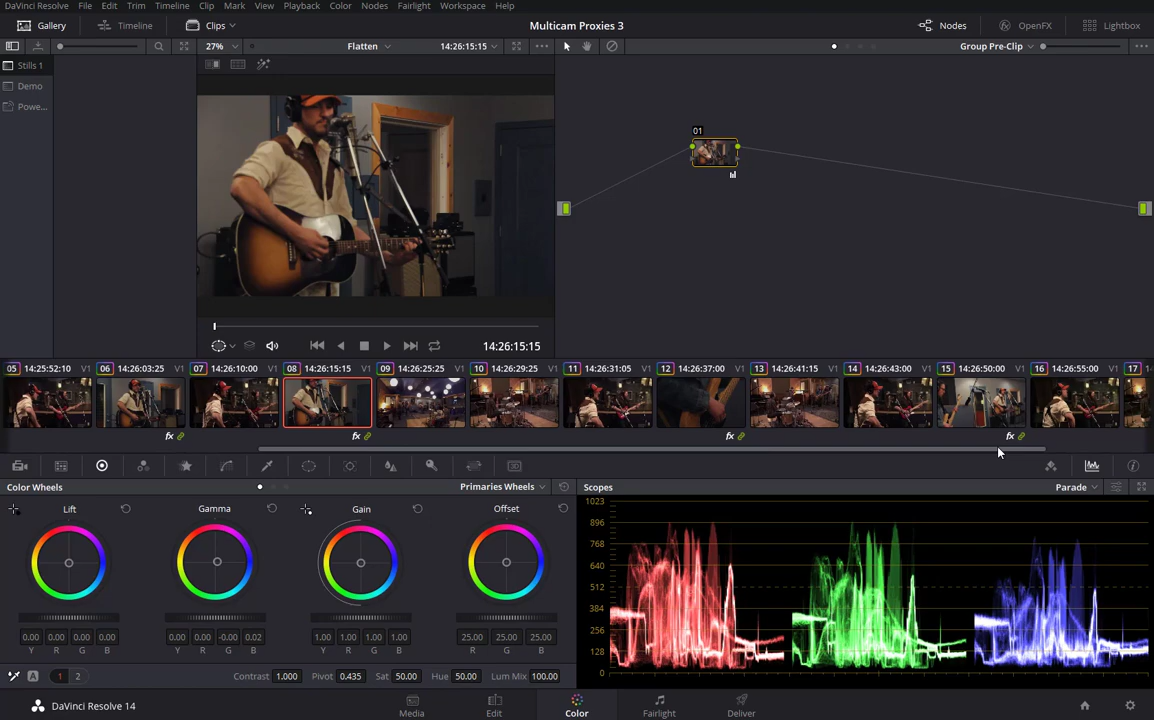 DaVinci Resolve File Edit Trim Timeline Clip Mark View Playback Color Nodes Fairlight Workspace Help
Gallery Timeline Clips Multicam Proxies 3 Nodes OpenFX Lightbox
27% Flatten 14:26:15:15 Group Pre-Clip
Stills 1
Demo
Powe...
01
14:26:15:15
05 14:25:52:10 V1 06 14:26:03:25 V1 07 14:26:10:00 V1 08 14:26:15:15 V1 09 14:26:25:25 V1 10 14:26:29:25 V1 11 14:26:31:05 V1 12 14:26:37:00 V1 13 14:26:41:15 V1 14 14:26:43:00 V1 15 14:26:50:00 V1 16 14:26:55:00 V1 17
fx fx fx fx
3D
Color Wheels Primaries Wheels Scopes Parade
Lift Gamma Gain Offset
1023
896
768
640
512
384
256
128
0
0.00 0.00 0.00 0.00 0.00 0.00 -0.00 0.02 1.00 1.00 1.00 1.00 25.00 25.00 25.00
Y R G B Y R G B Y R G B R G B
A 1 2 Contrast 1.000 Pivot 0.435 Sat 50.00 Hue 50.00 Lum Mix 100.00
DaVinci Resolve 14 Media Edit Color Fairlight Deliver